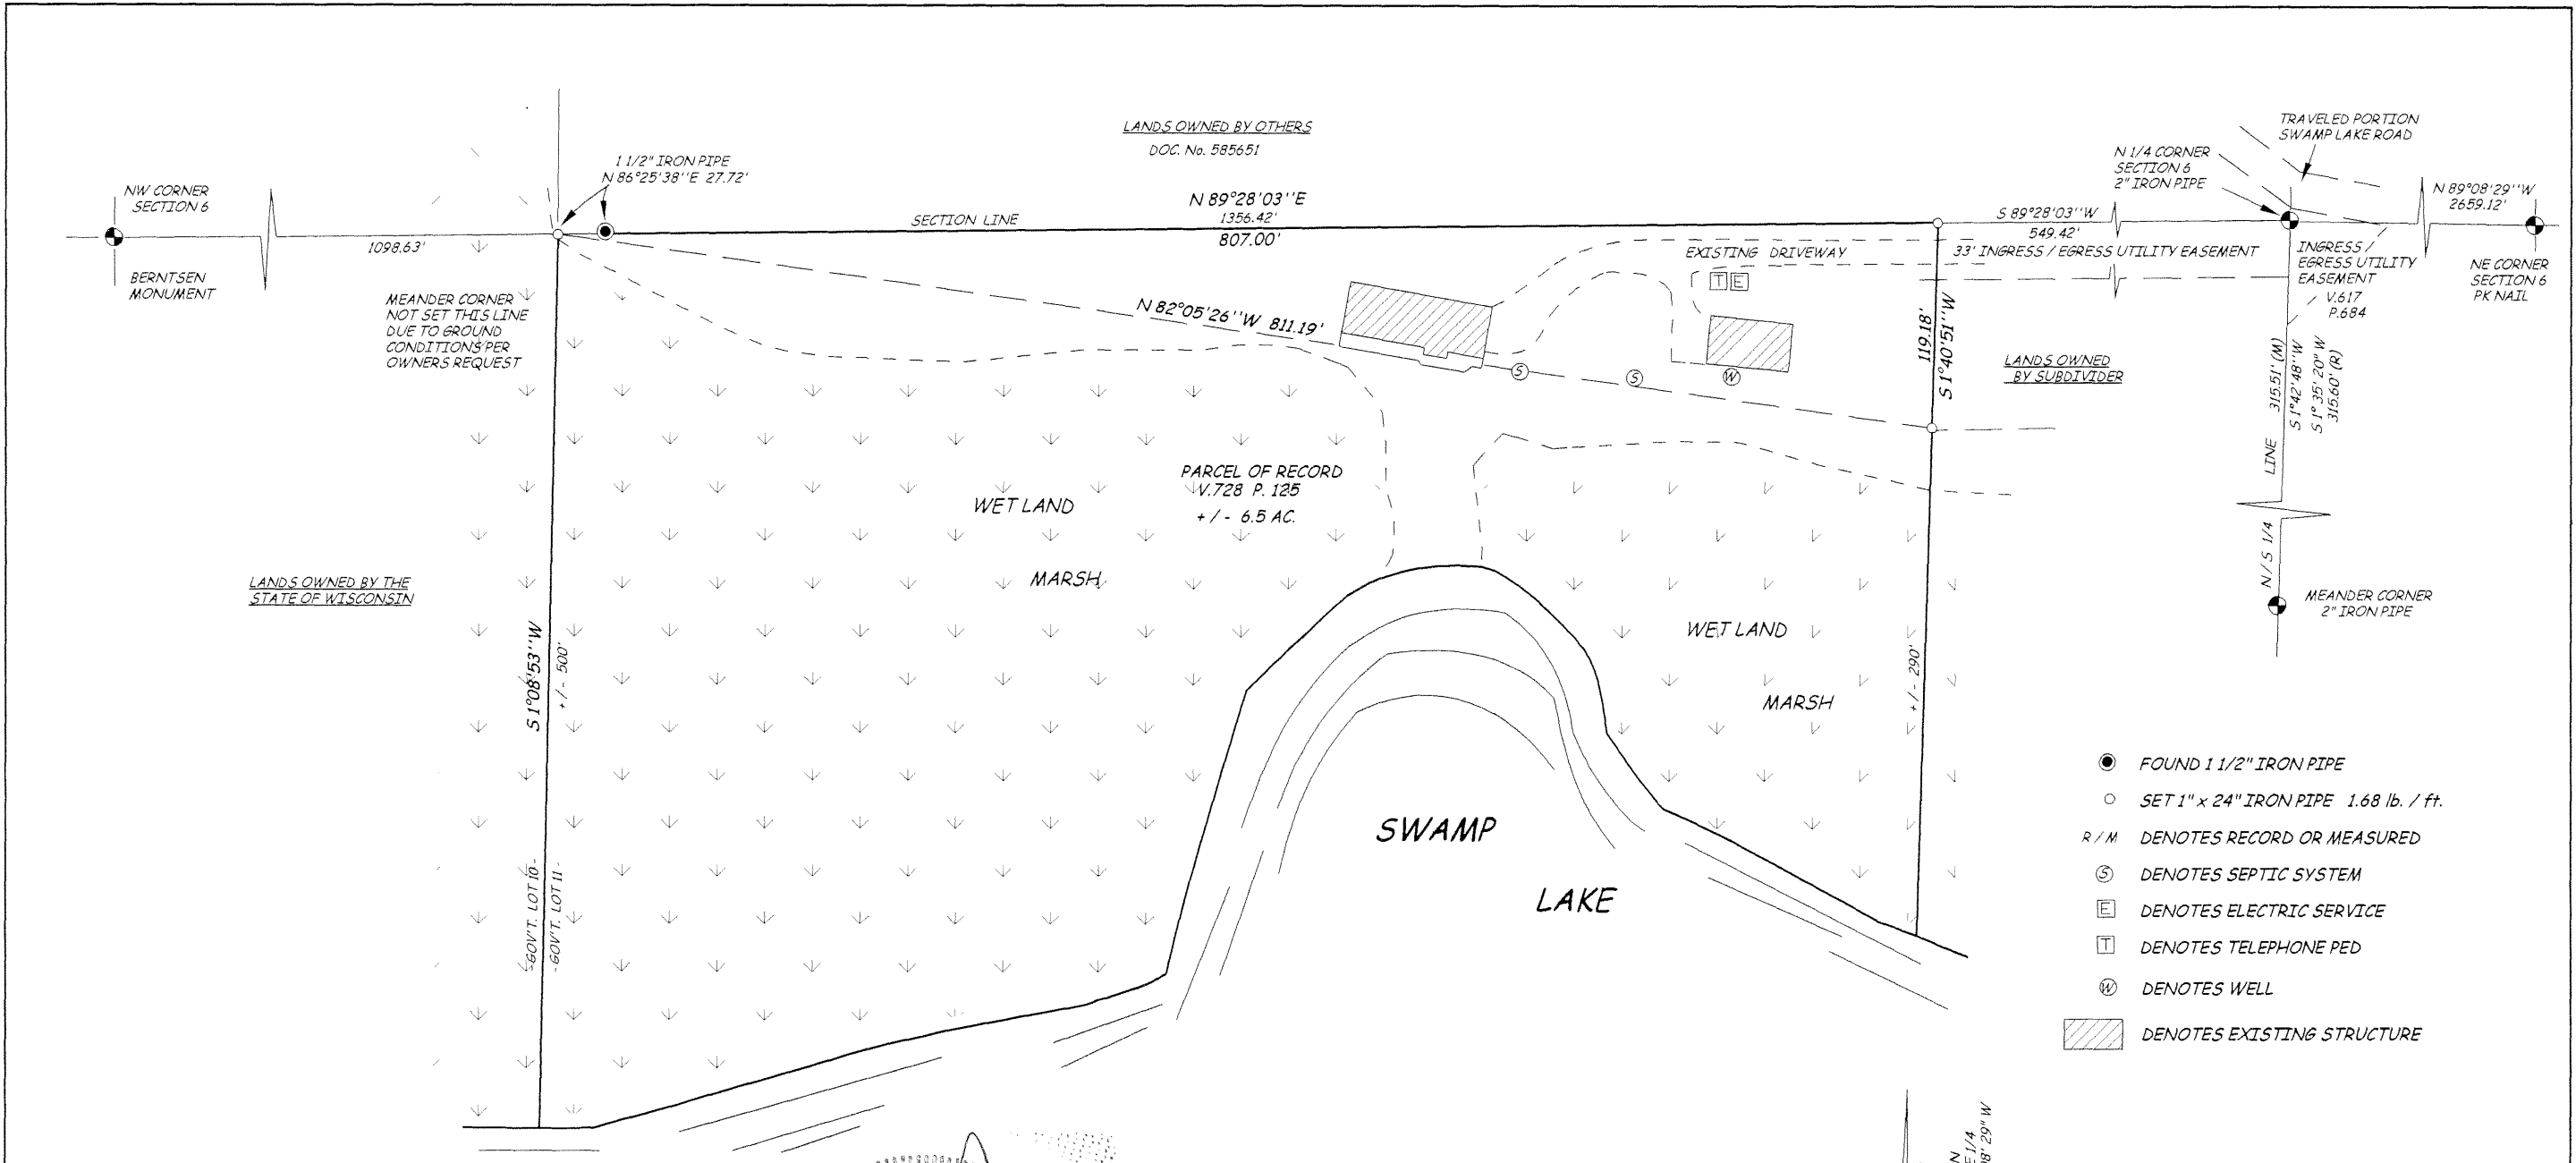 LANDS OWNED BY OTHERS
DOC. No. 585651
TRAVELED PORTION
SWAMP LAKE ROAD
1 1/2" IRON PIPE
N 86°25'38''E 27.72'
N 1/4 CORNER
SECTION 6
2" IRON PIPE
NW CORNER
SECTION 6
N 89°28'03''E
1356.42'
SECTION LINE
807.00'
S 89°28'03''W
549.42'
N 89°08'29''W
2659.12'
1098.63'
BERNTSEN
MONUMENT
EXISTING DRIVEWAY
33' INGRESS / EGRESS UTILITY EASEMENT
INGRESS /
EGRESS UTILITY
EASEMENT
V.617
P.684
NE CORNER
SECTION 6
PK NAIL
T E
MEANDER CORNER
NOT SET THIS LINE
DUE TO GROUND
CONDITIONS PER
OWNERS REQUEST
N 82°05'26''W 811.19'
119.18'
S 1°40'51''W
S
S
W
LANDS OWNED
BY SUBDIVIDER
315.51' (M)
S 1°42'48''W
S 1° 35' 20" W
315.60' (R)
N / S 1/4 LINE
PARCEL OF RECORD
V.728 P. 125
+ / - 6.5 AC.
WETLAND
MARSH
LANDS OWNED BY THE
STATE OF WISCONSIN
MEANDER CORNER
2" IRON PIPE
WETLAND
MARSH
S 1°08'53''W
+ / - 500'
+ / - 290'
SWAMP
LAKE
-GOV'T. LOT 10-
-GOV'T. LOT 11-
FOUND 1 1/2" IRON PIPE
SET 1" x 24" IRON PIPE 1.68 lb. / ft.
R / M DENOTES RECORD OR MEASURED
S DENOTES SEPTIC SYSTEM
E DENOTES ELECTRIC SERVICE
T DENOTES TELEPHONE PED
W DENOTES WELL
DENOTES EXISTING STRUCTURE